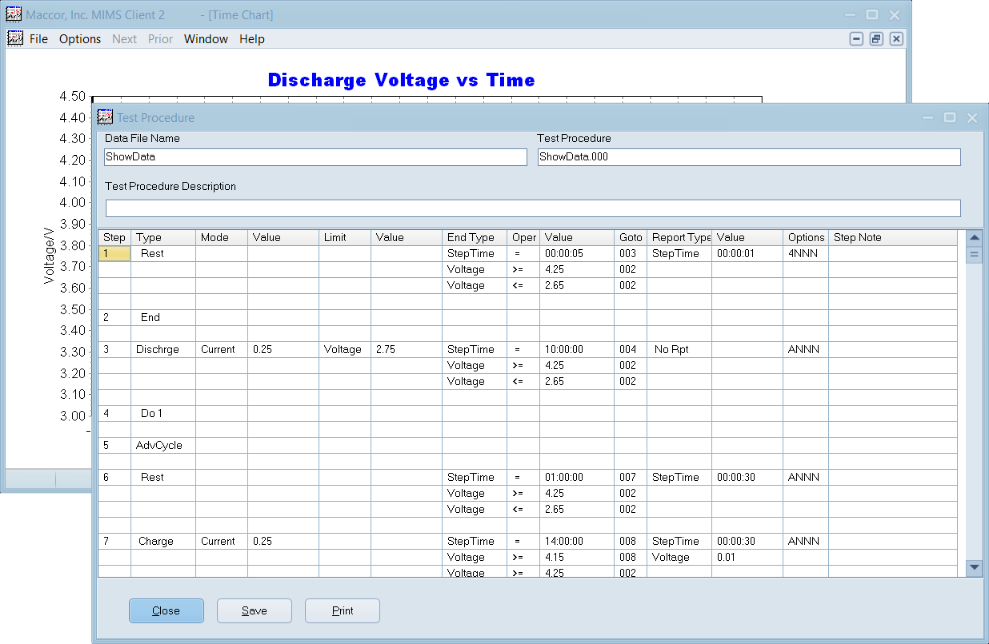 Maccor, Inc. MIMS Client 2 - [Time Chart]
File Options Next Prior Window Help
Discharge Voltage vs Time
4.50
4.40
4.30
4.20
4.10
4.00
3.90
3.80
3.70
3.60
3.50
3.40
3.30
3.20
3.10
3.00
Voltage/V
Test Procedure
Data File Name Test Procedure
ShowData ShowData.000
Test Procedure Description
Step Type Mode Value Limit Value End Type Oper Value Goto Report Type Value Options Step Note
1 Rest StepTime = 00:00:05 003 StepTime 00:00:01 4NNN
Voltage >= 4.25 002
Voltage <= 2.65 002
2 End
3 Dischrge Current 0.25 Voltage 2.75 StepTime = 10:00:00 004 No Rpt ANNN
Voltage >= 4.25 002
Voltage <= 2.65 002
4 Do 1
5 AdvCycle
6 Rest StepTime = 01:00:00 007 StepTime 00:00:30 ANNN
Voltage >= 4.25 002
Voltage <= 2.65 002
7 Charge Current 0.25 StepTime = 14:00:00 008 StepTime 00:00:30 ANNN
Voltage >= 4.15 008 Voltage 0.01
Voltage >= 4.25 002
Close Save Print